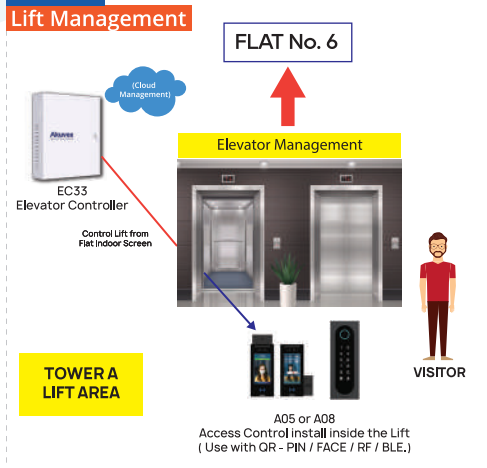 Lift Management
FLAT No. 6
(Cloud
Management)
Akuvox
Elevator Management
EC33
Elevator Controller
Control Lift from
Flat Indoor Screen
TOWER A
LIFT AREA
VISITOR
A05 or A08
Access Control install inside the Lift
( Use with QR - PIN / FACE / RF / BLE.)